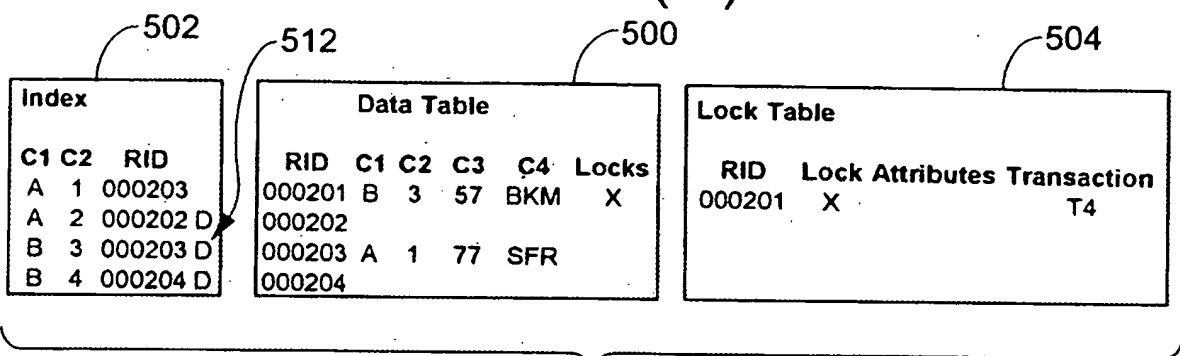 502
512
500
504
Index
C1 C2 RID
A 1 000203
A 2 000202 D
B 3 000203 D
B 4 000204 D
Data Table
RID C1 C2 C3 C4 Locks
000201 B 3 57 BKM X
000202
000203 A 1 77 SFR
000204
Lock Table
RID Lock Attributes Transaction
000201 X T4